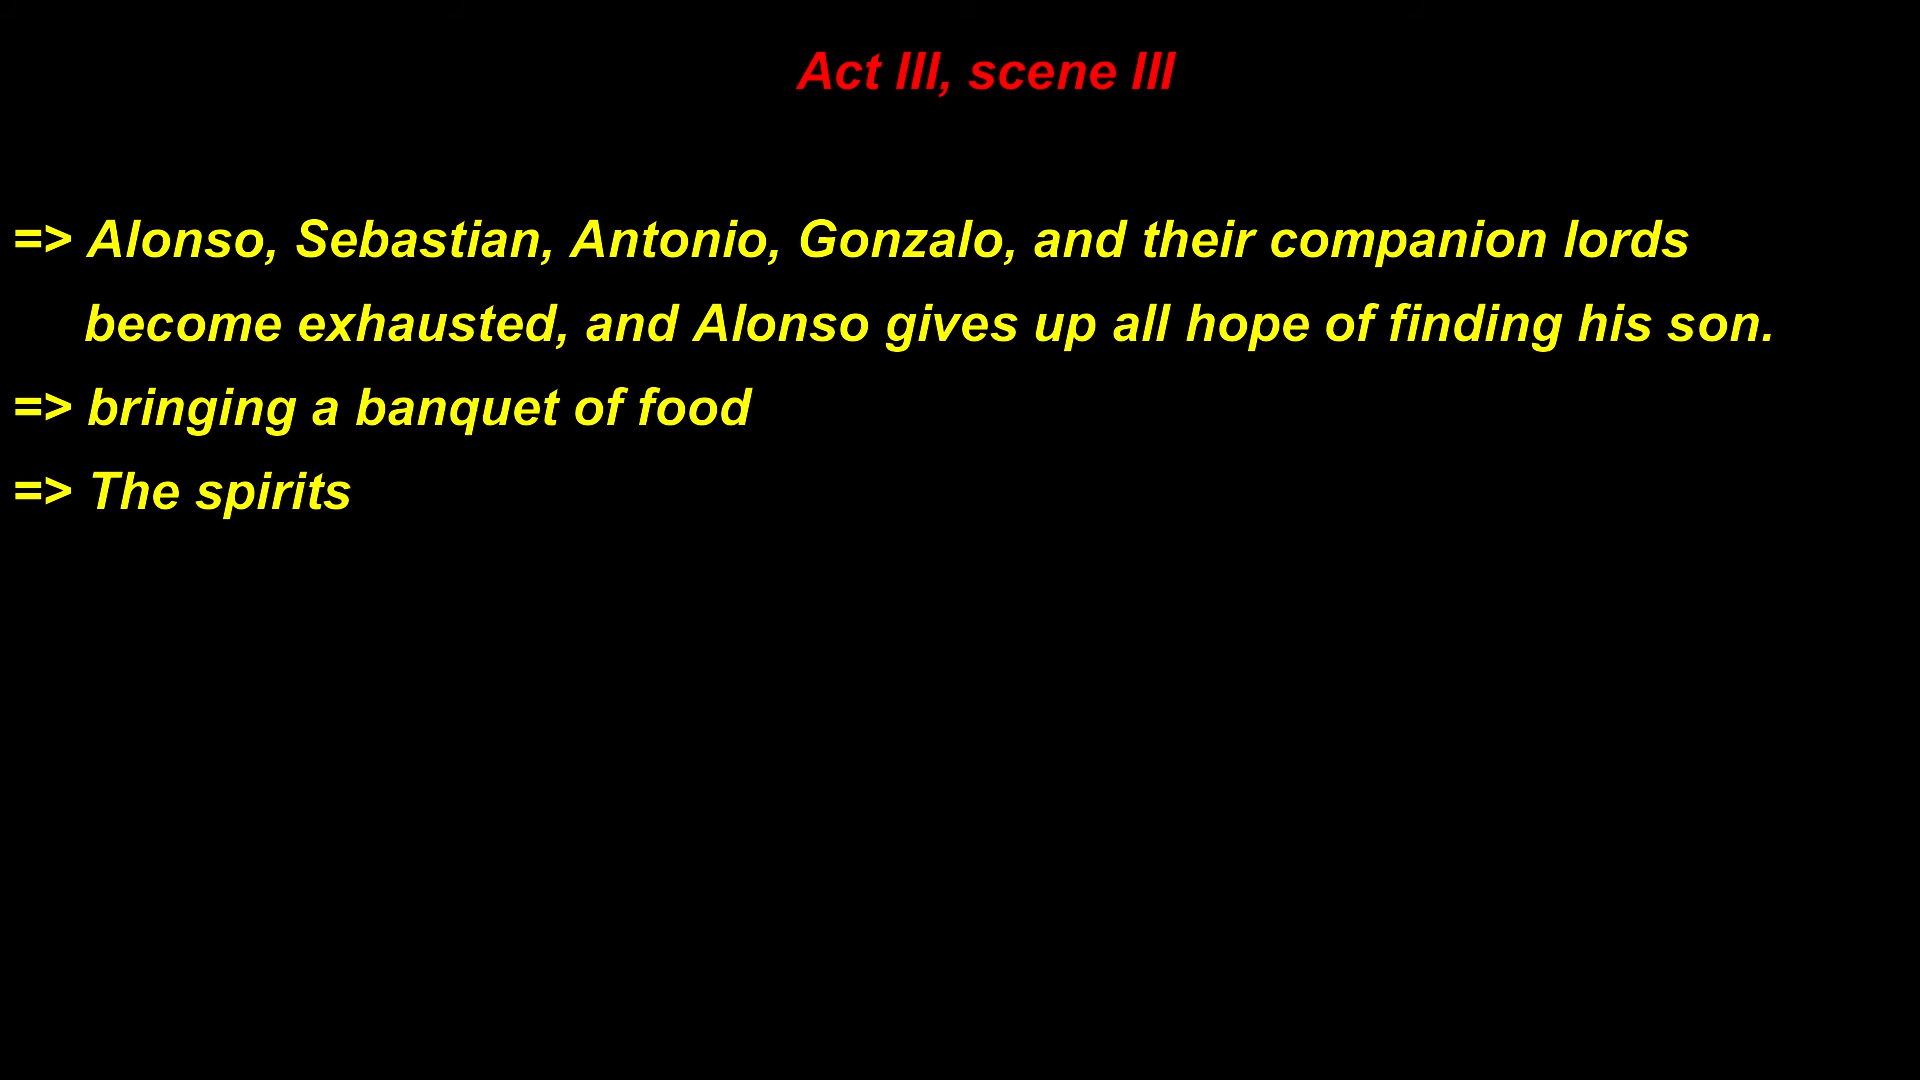 Act III, scene III
=> Alonso, Sebastian, Antonio, Gonzalo, and their companion lords
become exhausted, and Alonso gives up all hope of finding his son.
=> bringing a banquet of food
=> The spirits